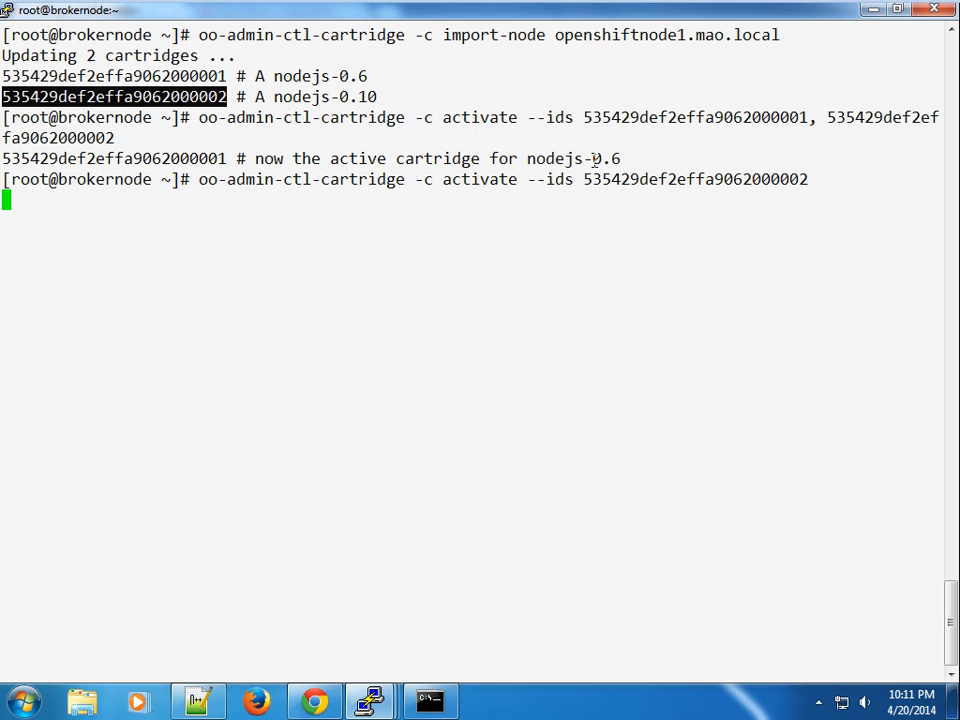 root@brokernode:~
[root@brokernode ~]# oo-admin-ctl-cartridge -c import-node openshiftnode1.mao.local
Updating 2 cartridges ...
535429def2effa9062000001 # A nodejs-0.6
535429def2effa9062000002 # A nodejs-0.10
[root@brokernode ~]# oo-admin-ctl-cartridge -c activate --ids 535429def2effa9062000001, 535429def2ef
fa9062000002
535429def2effa9062000001 # now the active cartridge for nodejs-0.6
[root@brokernode ~]# oo-admin-ctl-cartridge -c activate --ids 535429def2effa9062000002
10:11 PM
4/20/2014